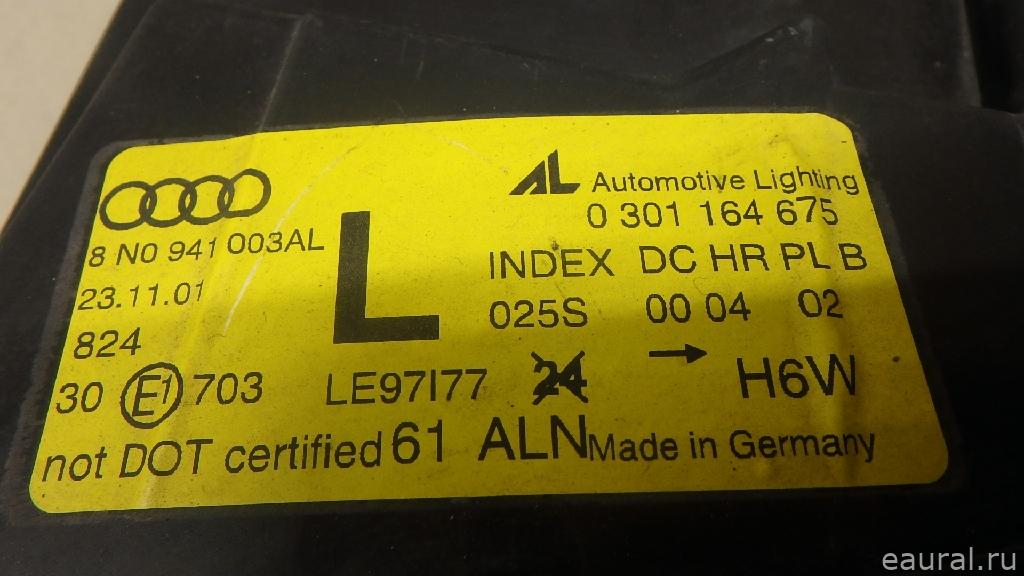 AL Automotive Lighting
8 N0 941 003AL
L
0 301 164 675
23.11.01
INDEX DC HR PL B
824
025S 00 04 02
30 E1 703
LE97I77 24 → H6W
not DOT certified 61 ALN Made in Germany
eaural.ru